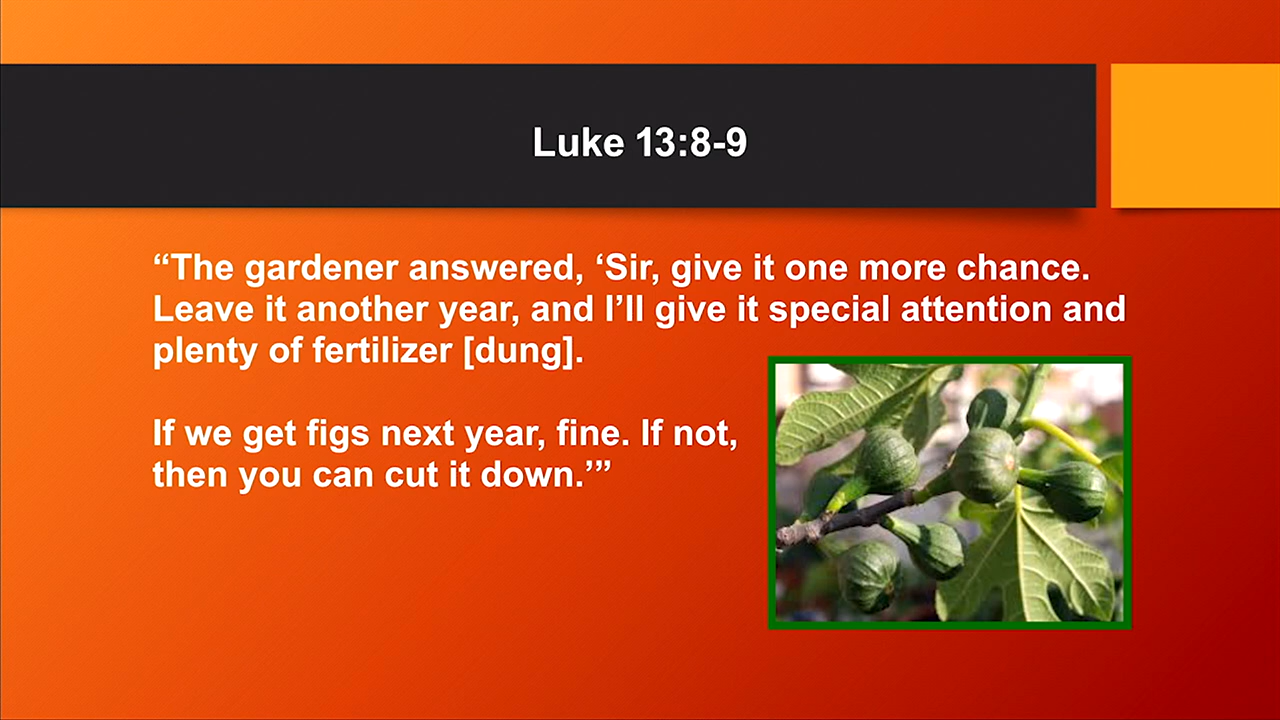 Luke 13:8-9
“The gardener answered, ‘Sir, give it one more chance.
Leave it another year, and I’ll give it special attention and
plenty of fertilizer [dung].
If we get figs next year, fine. If not,
then you can cut it down.’”